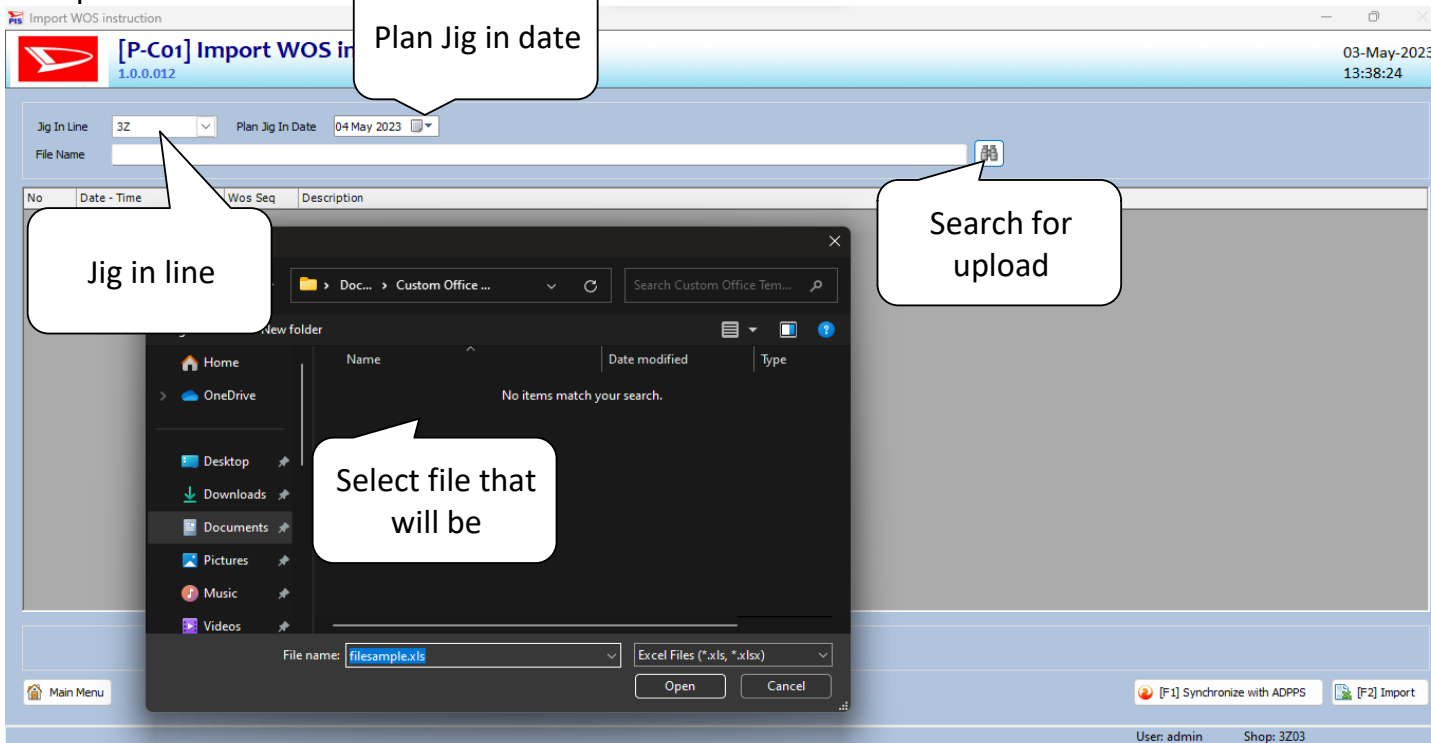 PIS Import WOS instruction
[P-C01] Import WOS in
1.0.0.012
Plan Jig in date
03-May-2023
13:38:24
Jig In Line 3Z Plan Jig In Date 04 May 2023
File Name
No Date - Time Wos Seq Description
Jig in line
Search for
upload
Doc... › Custom Office ... Search Custom Office Tem...
New folder
Name Date modified Type
No items match your search.
Home
OneDrive
Desktop
Downloads
Documents
Pictures
Music
Videos
Select file that
will be
File name: filesample.xls Excel Files (*.xls, *.xlsx)
Open Cancel
Main Menu [F1] Synchronize with ADPPS [F2] Import
User: admin Shop: 3Z03